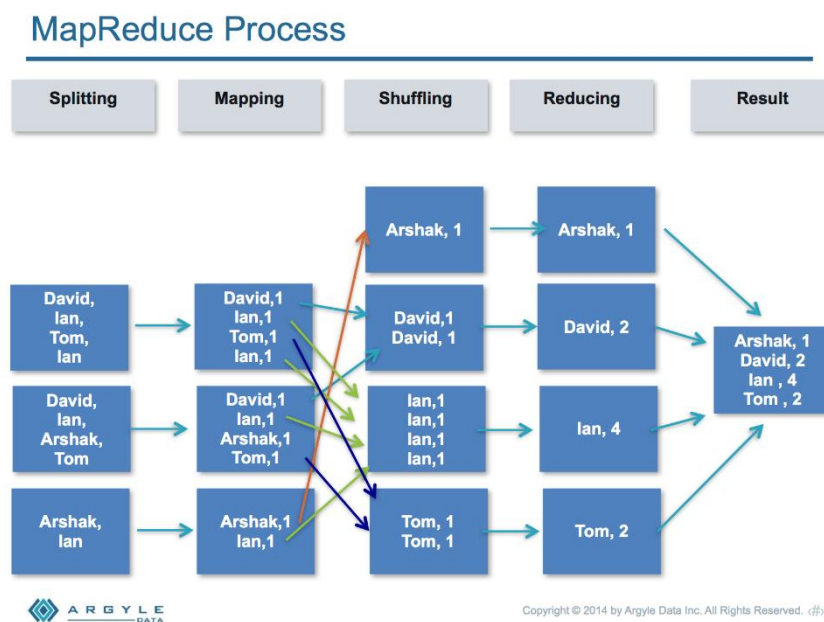 MapReduce Process
Splitting
Mapping
Shuffling
Reducing
Result
David,
Ian,
Tom,
Ian
David,
Ian,
Arshak,
Tom
Arshak,
Ian
David,1
Ian,1
Tom,1
Ian,1
David,1
Ian,1
Arshak,1
Tom,1
Arshak,1
Ian,1
Arshak, 1
David,1
David, 1
Ian,1
Ian,1
Ian,1
Ian,1
Tom, 1
Tom, 1
Arshak, 1
David, 2
Ian, 4
Tom, 2
Arshak, 1
David, 2
Ian , 4
Tom , 2
ARGYLE
DATA
Copyright © 2014 by Argyle Data Inc. All Rights Reserved. ‹#›